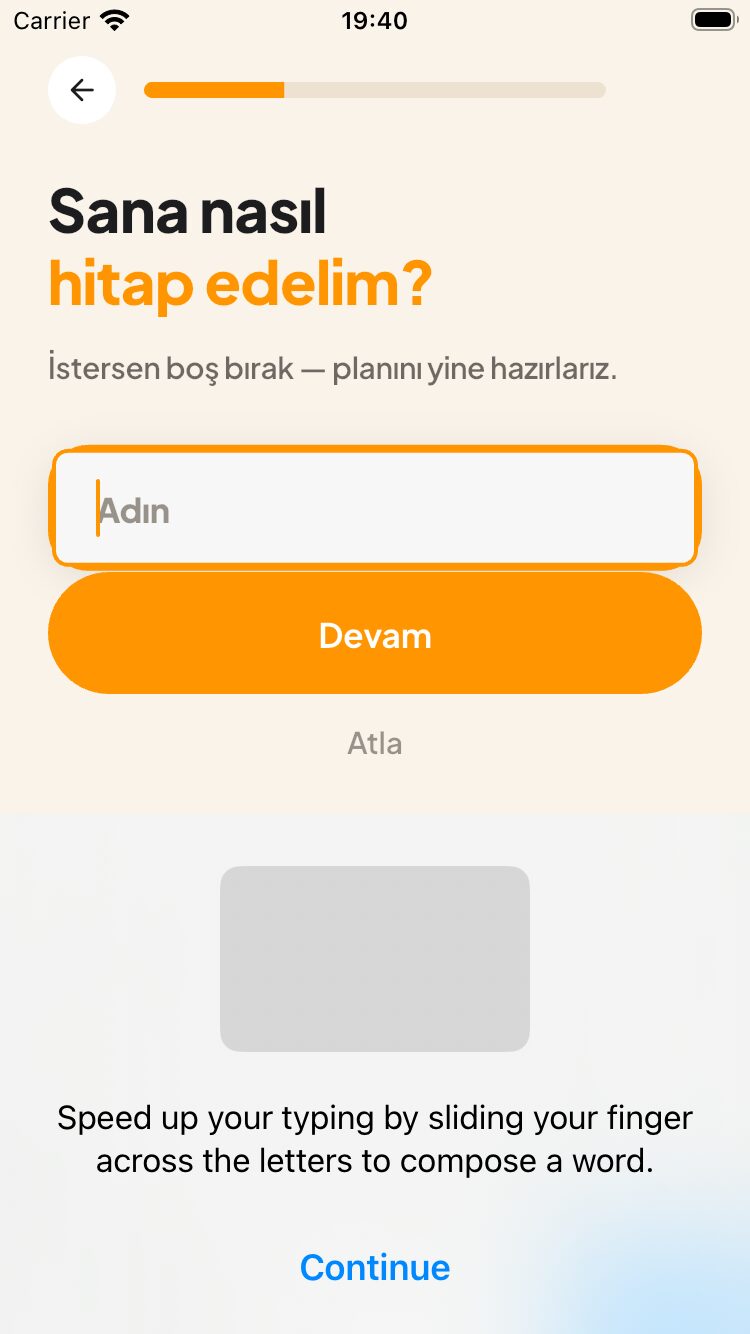 Carrier
19:40
Sana nasıl
hitap edelim?
İstersen boş bırak — planını yine hazırlarız.
Adın
Devam
Atla
Speed up your typing by sliding your finger
across the letters to compose a word.
Continue